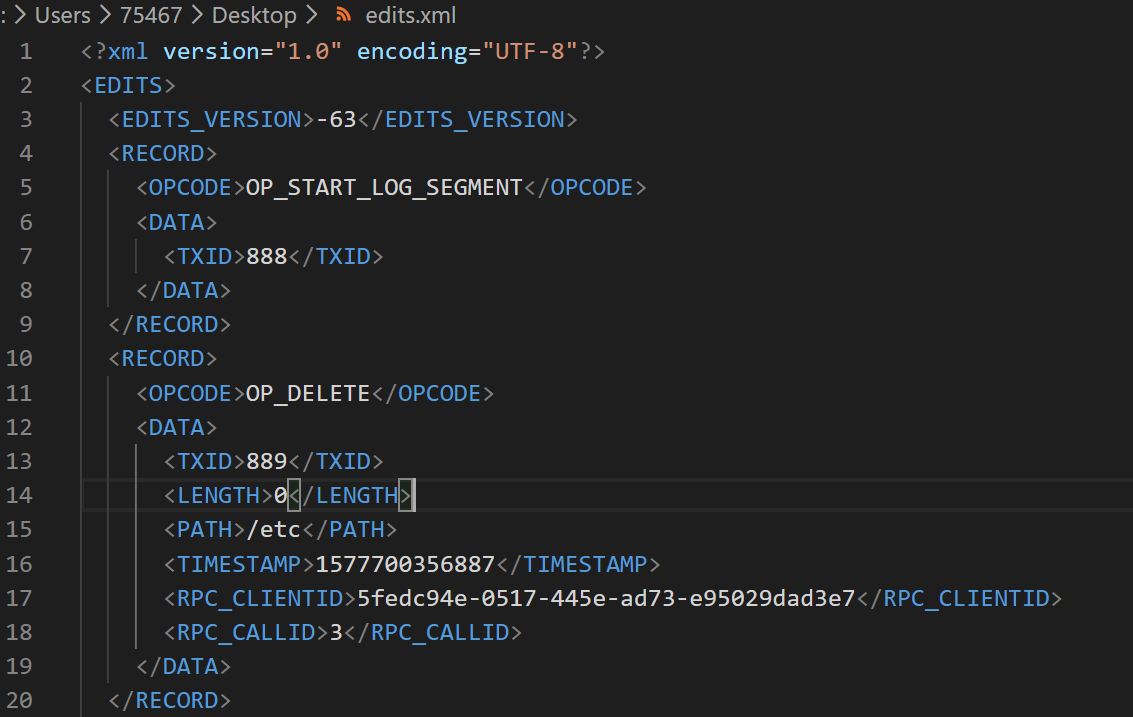 : > Users > 75467 > Desktop > edits.xml
1 <?xml version="1.0" encoding="UTF-8"?>
2 <EDITS>
3 <EDITS_VERSION>-63</EDITS_VERSION>
4 <RECORD>
5 <OPCODE>OP_START_LOG_SEGMENT</OPCODE>
6 <DATA>
7 <TXID>888</TXID>
8 </DATA>
9 </RECORD>
10 <RECORD>
11 <OPCODE>OP_DELETE</OPCODE>
12 <DATA>
13 <TXID>889</TXID>
14 <LENGTH>0</LENGTH>
15 <PATH>/etc</PATH>
16 <TIMESTAMP>1577700356887</TIMESTAMP>
17 <RPC_CLIENTID>5fedc94e-0517-445e-ad73-e95029dad3e7</RPC_CLIENTID>
18 <RPC_CALLID>3</RPC_CALLID>
19 </DATA>
20 </RECORD>